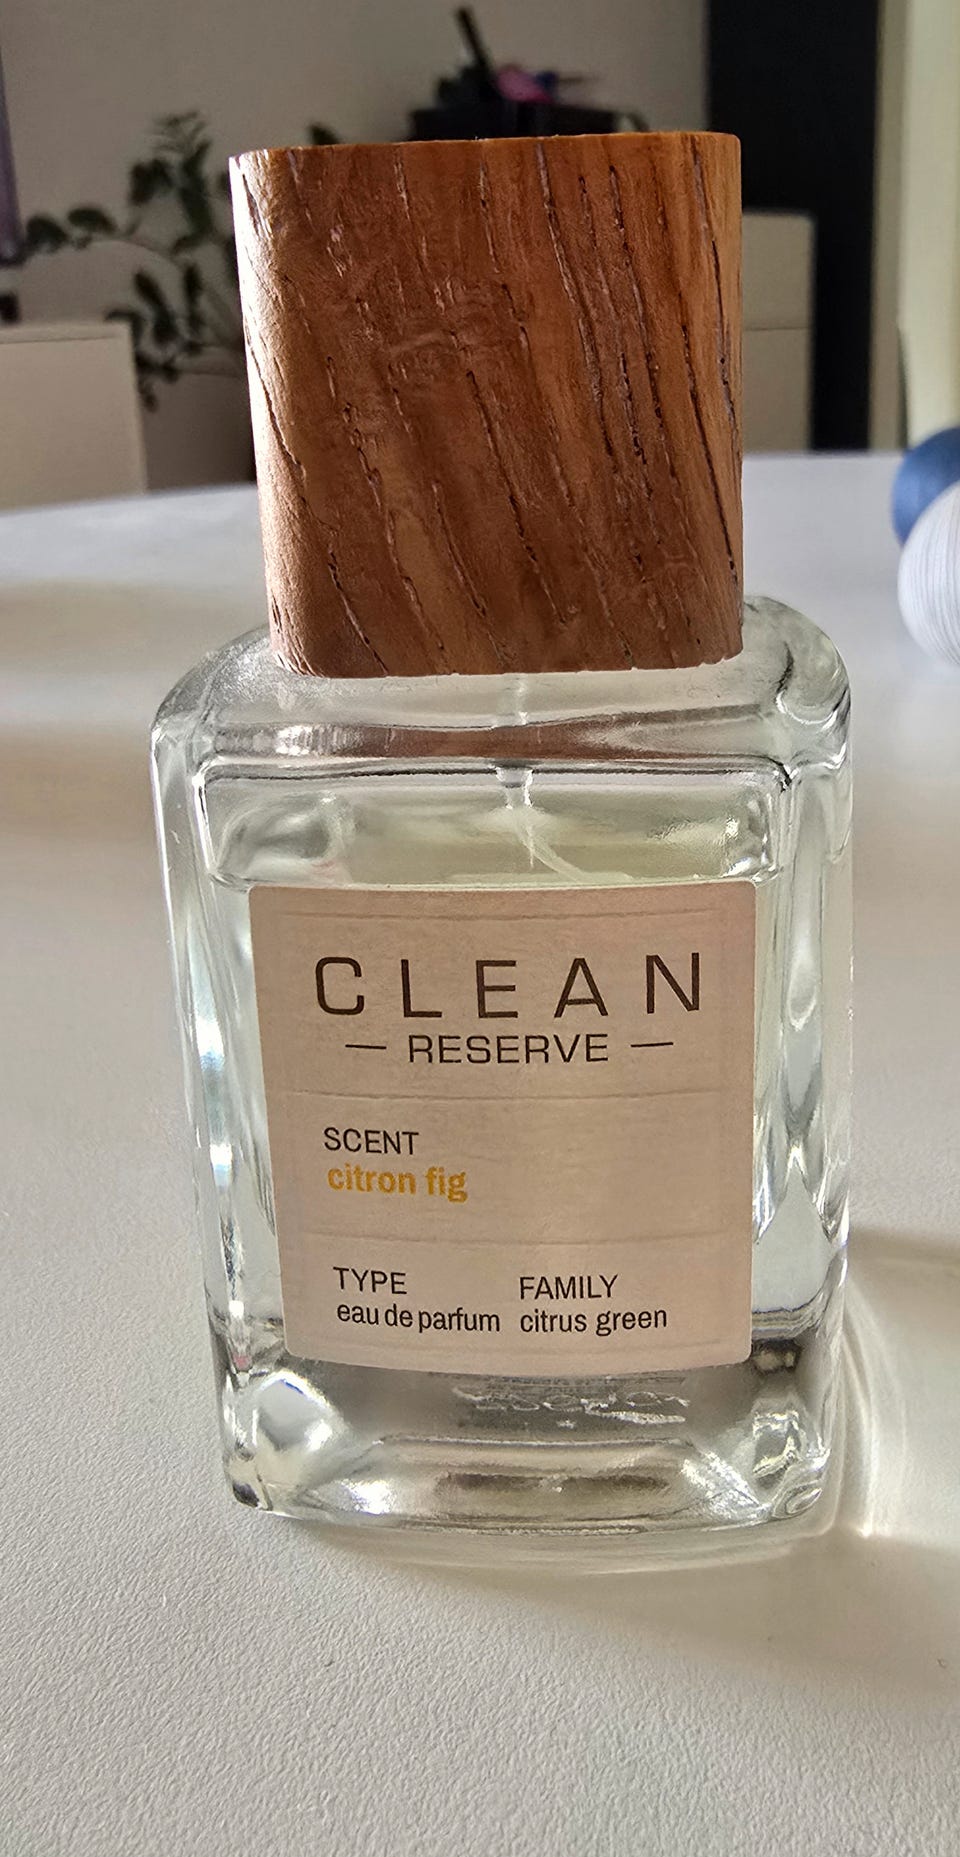 CLEAN
— RESERVE —
SCENT
citron fig
TYPE FAMILY
eau de parfum citrus green